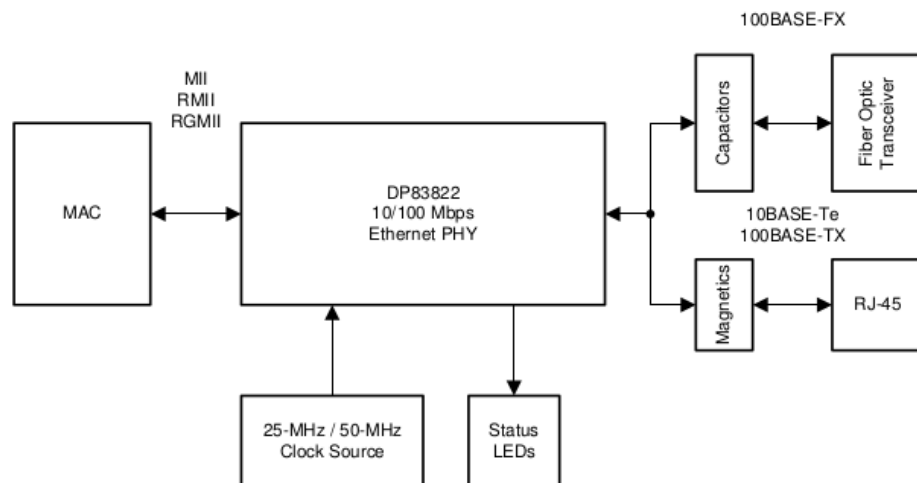 100BASE-FX
MII
RMII
RGMII
Capacitors
Fiber Optic
Transceiver
MAC
DP83822
10/100 Mbps
Ethernet PHY
10BASE-Te
100BASE-TX
Magnetics
RJ-45
25-MHz / 50-MHz
Clock Source
Status
LEDs